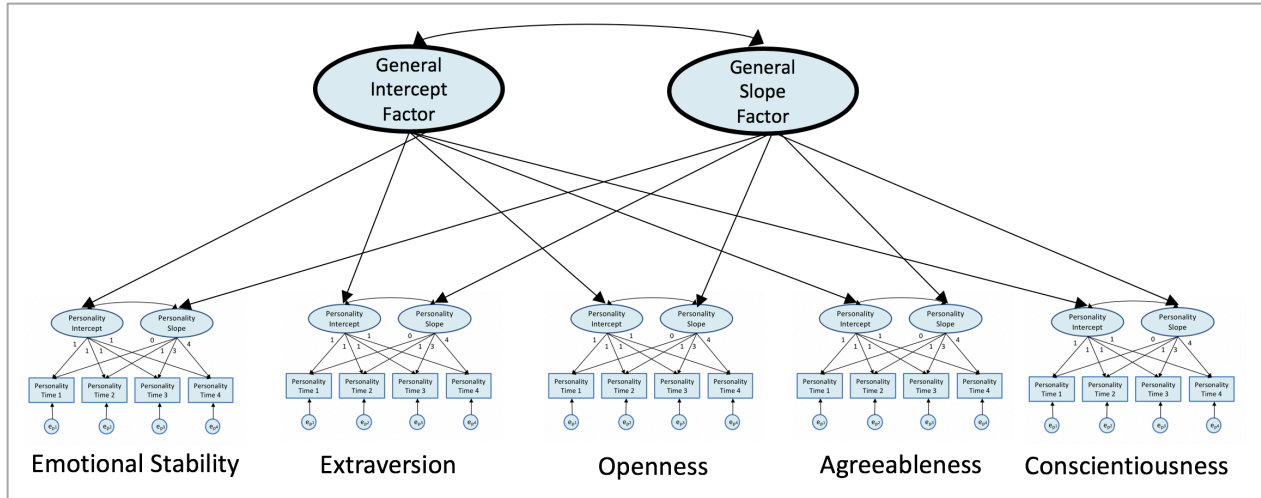 General
Intercept
Factor
General
Slope
Factor
Personality
Intercept
Personality
Slope
1 1 1 1 0 1 3 4
Personality
Time 1
Personality
Time 2
Personality
Time 3
Personality
Time 4
Emotional Stability
Personality
Intercept
Personality
Slope
1 1 1 1 0 1 3 4
Personality
Time 1
Personality
Time 2
Personality
Time 3
Personality
Time 4
Extraversion
Personality
Intercept
Personality
Slope
1 1 1 1 0 1 3 4
Personality
Time 1
Personality
Time 2
Personality
Time 3
Personality
Time 4
Openness
Personality
Intercept
Personality
Slope
1 1 1 1 0 1 3 4
Personality
Time 1
Personality
Time 2
Personality
Time 3
Personality
Time 4
Agreeableness
Personality
Intercept
Personality
Slope
1 1 1 1 0 1 3 4
Personality
Time 1
Personality
Time 2
Personality
Time 3
Personality
Time 4
Conscientiousness